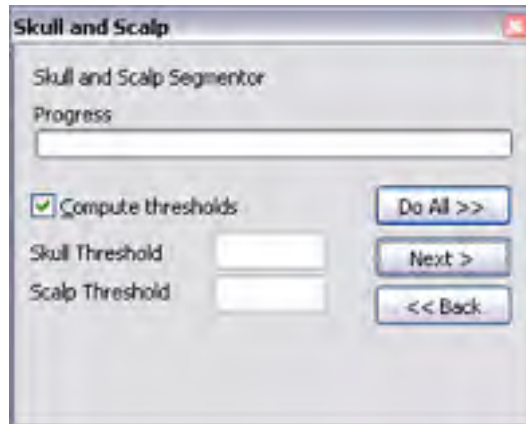 Skull and Scalp
Skull and Scalp Segmentor
Progress
Compute thresholds
Do All >>
Skull Threshold
Next >
Scalp Threshold
<< Back